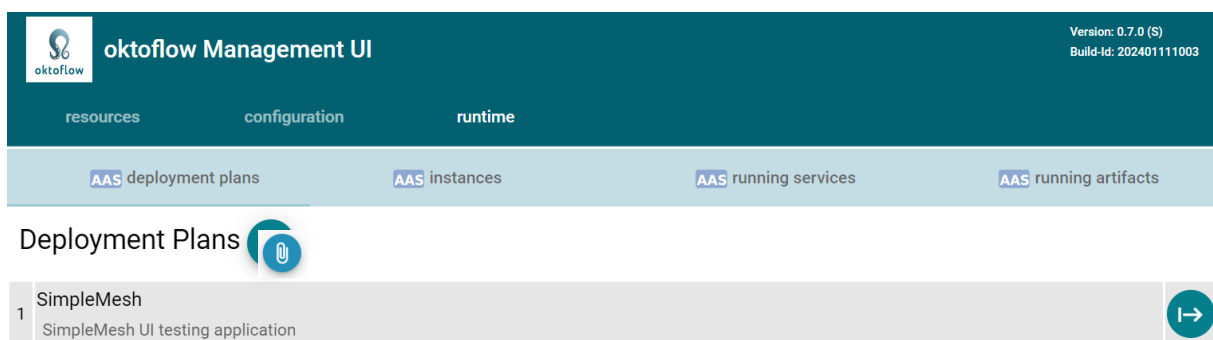 oktoflow
oktoflow Management UI
Version: 0.7.0 (S)
Build-Id: 202401111003
resources configuration runtime
AAS deployment plans AAS instances AAS running services AAS running artifacts
Deployment Plans
1 SimpleMesh
SimpleMesh UI testing application